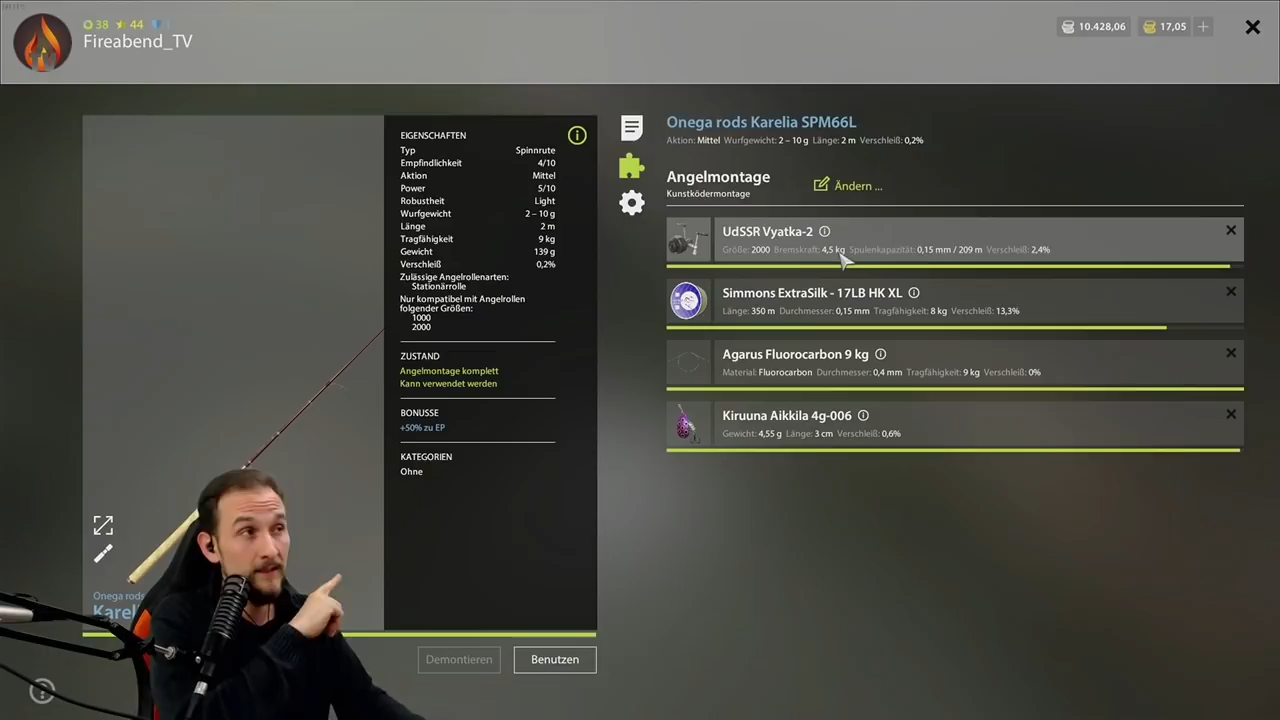 38 44
Fireabend_TV
10.428,06 17,05
EIGENSCHAFTEN
Typ Spinnrute
Empfindlichkeit 4/10
Aktion Mittel
Power 5/10
Robustheit Light
Wurfgewicht 2 – 10 g
Länge 2 m
Tragfähigkeit 9 kg
Gewicht 139 g
Verschleiß 0,2%
Zulässige Angelrollenarten:
Stationärrolle
Nur kompatibel mit Angelrollen
folgender Größen:
1000
2000
ZUSTAND
Angelmontage komplett
Kann verwendet werden
BONUSSE
+50% zu EP
KATEGORIEN
Ohne
Onega rods
Karel
Demontieren Benutzen
Onega rods Karelia SPM66L
Aktion: Mittel Wurfgewicht: 2 – 10 g Länge: 2 m Verschleiß: 0,2%
Angelmontage Ändern ...
Kunstködermontage
UdSSR Vyatka-2
Größe: 2000 Bremskraft: 4,5 kg Spulenkapazität: 0,15 mm / 209 m Verschleiß: 2,4%
Simmons ExtraSilk - 17LB HK XL
Länge: 350 m Durchmesser: 0,15 mm Tragfähigkeit: 8 kg Verschleiß: 13,3%
Agarus Fluorocarbon 9 kg
Material: Fluorocarbon Durchmesser: 0,4 mm Tragfähigkeit: 9 kg Verschleiß: 0%
Kiruuna Aikkila 4g-006
Gewicht: 4,55 g Länge: 3 cm Verschleiß: 0,6%